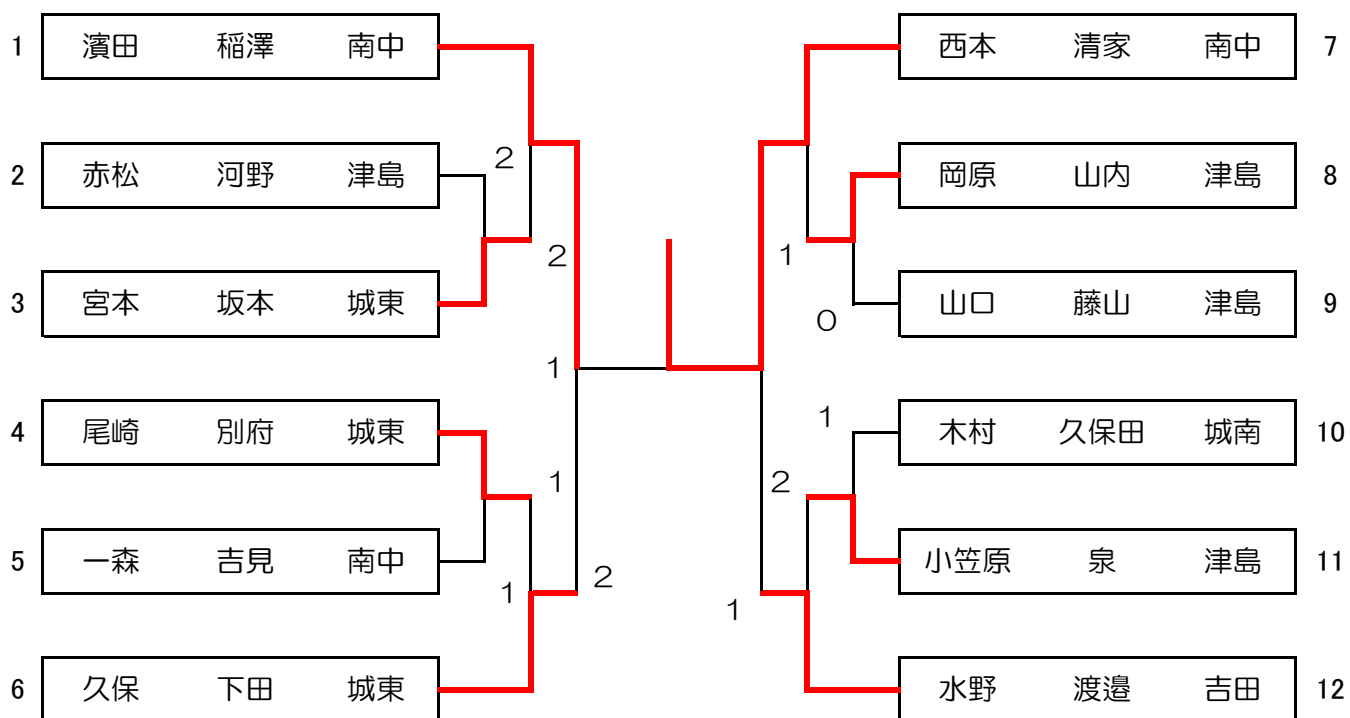 1 濱田 稲澤 南中 西本 清家 南中 7
2 赤松 河野 津島 2 岡原 山内 津島 8
2 1
3 宮本 坂本 城東 山口 藤山 津島 9
0
1
4 尾崎 別府 城東 1 木村 久保田 城南 10
1 2
5 一森 吉見 南中 小笠原 泉 津島 11
1 2 1
6 久保 下田 城東 水野 渡邉 吉田 12